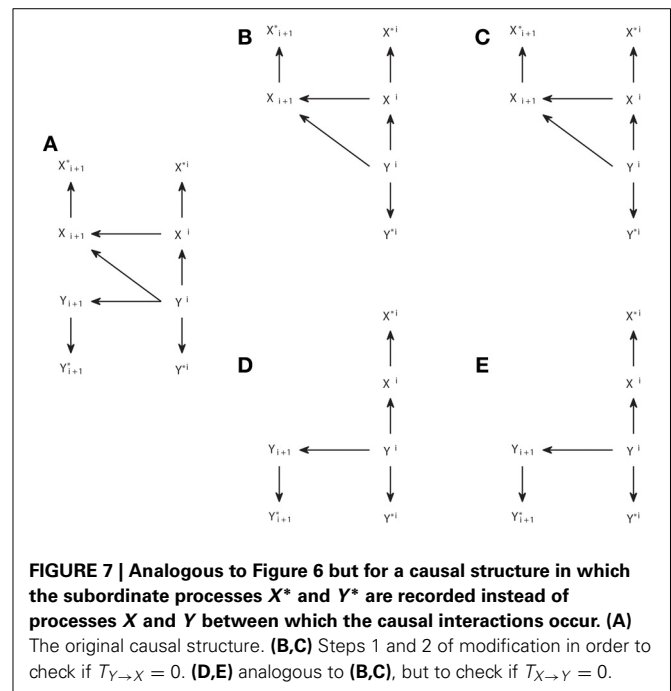 A
X*i+1 X*i
X i+1 X i
Y i+1 Y i
Y*i+1 Y*i
B
X*i+1 X*i
X i+1 X i
Y i
Y*i
C
X*i+1 X*i
X i+1 X i
Y i
Y*i
D
X*i
X i
Y i+1 Y i
Y*i+1 Y*i
E
X*i
X i
Y i+1 Y i
Y*i+1 Y*i
FIGURE 7 | Analogous to Figure 6 but for a causal structure in which
the subordinate processes X* and Y* are recorded instead of
processes X and Y between which the causal interactions occur. (A)
The original causal structure. (B,C) Steps 1 and 2 of modification in order to
check if TY→X = 0. (D,E) analogous to (B,C), but to check if TX→Y = 0.